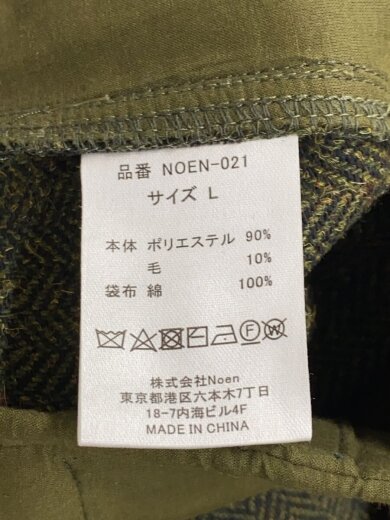 品番 NOEN-021
サイズ L
本体 ポリエステル 90%
毛 10%
袋布 綿 100%
株式会社Noen
東京都港区六本木7丁目
18-7内海ビル4F
MADE IN CHINA